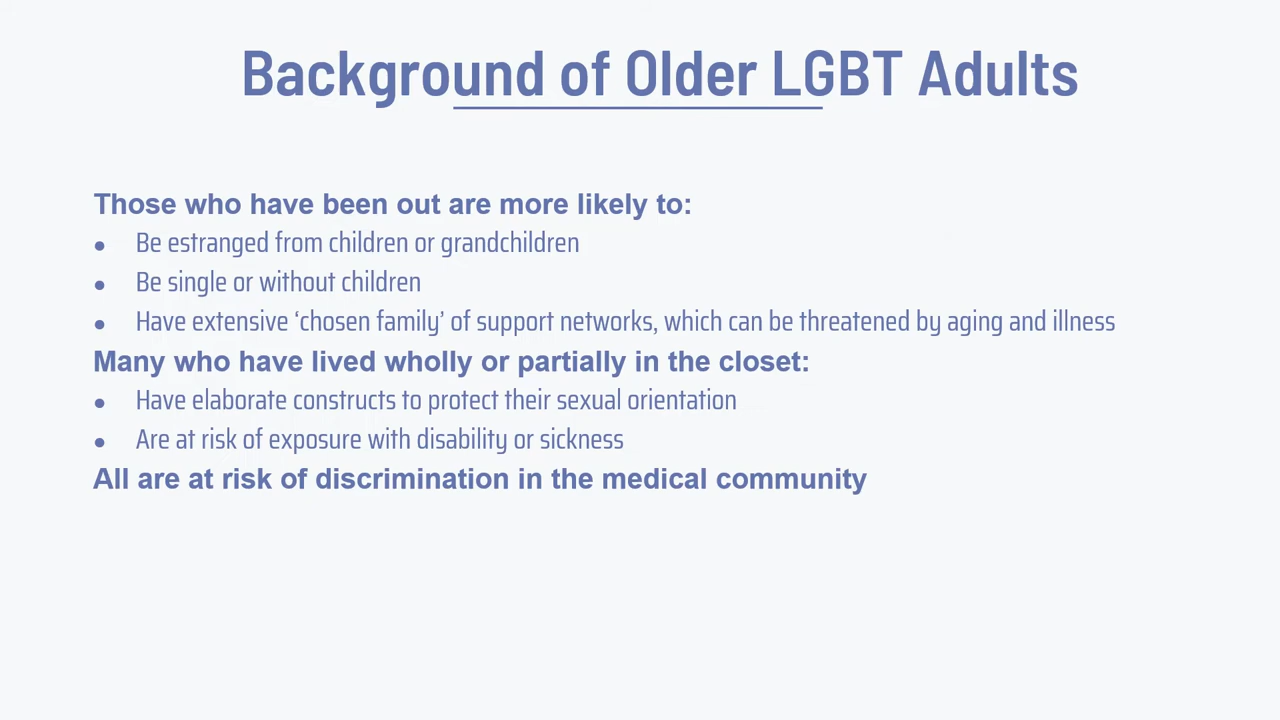 Background of Older LGBT Adults
Those who have been out are more likely to:
● Be estranged from children or grandchildren
● Be single or without children
● Have extensive ‘chosen family’ of support networks, which can be threatened by aging and illness
Many who have lived wholly or partially in the closet:
● Have elaborate constructs to protect their sexual orientation
● Are at risk of exposure with disability or sickness
All are at risk of discrimination in the medical community